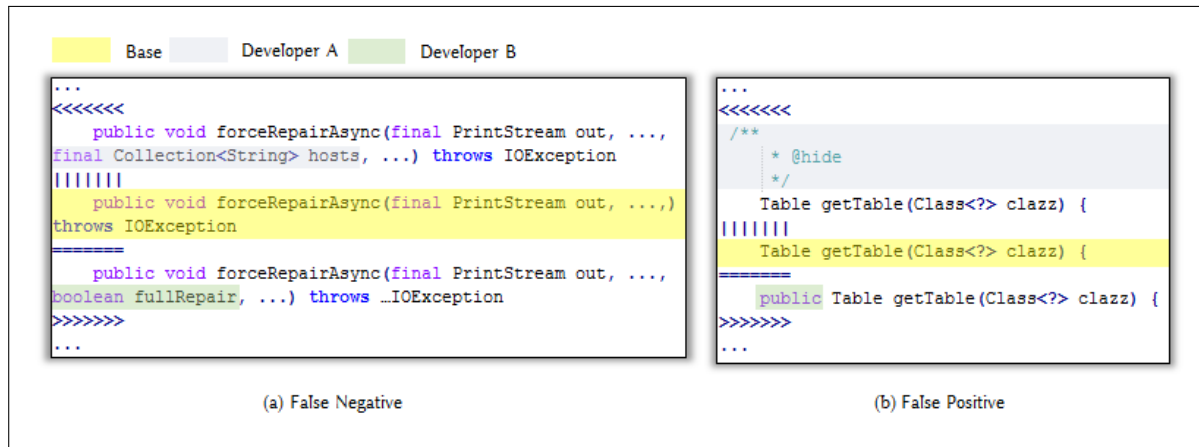 Base Developer A Developer B
...
<<<<<<<
public void forceRepairAsync(final PrintStream out, ...,
final Collection<String> hosts, ...) throws IOException
|||||||
public void forceRepairAsync(final PrintStream out, ...,)
throws IOException
=======
public void forceRepairAsync(final PrintStream out, ...,
boolean fullRepair, ...) throws …IOException
>>>>>>>
...
(a) False Negative
...
<<<<<<<
/**
* @hide
*/
Table getTable(Class<?> clazz) {
|||||||
Table getTable(Class<?> clazz) {
=======
public Table getTable(Class<?> clazz) {
>>>>>>>
...
(b) False Positive